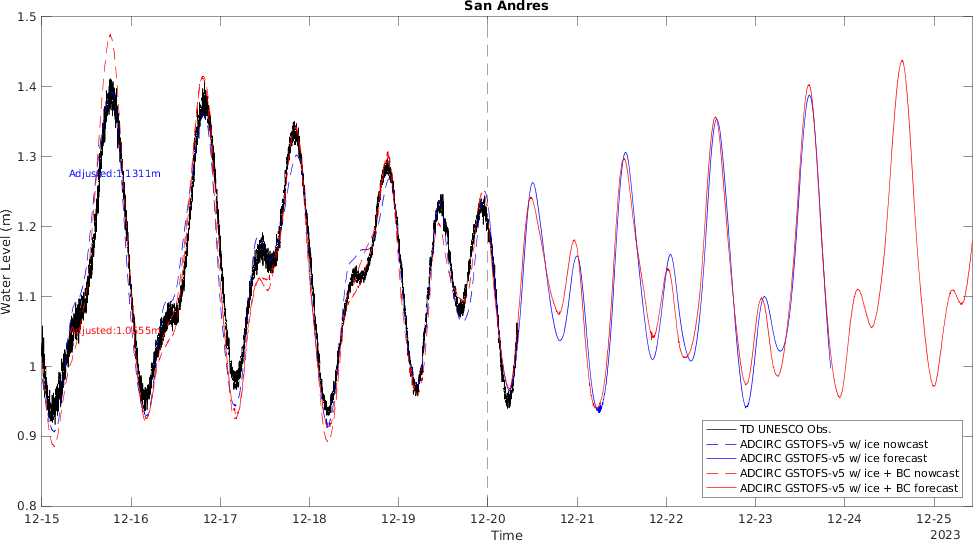 San Andres
1.5
1.4
1.3
1.2
1.1
1
0.9
0.8
Water Level (m)
Adjusted:1.1311m
Adjusted:1.0555m
TD UNESCO Obs.
ADCIRC GSTOFS-v5 w/ ice nowcast
ADCIRC GSTOFS-v5 w/ ice forecast
ADCIRC GSTOFS-v5 w/ ice + BC nowcast
ADCIRC GSTOFS-v5 w/ ice + BC forecast
12-15 12-16 12-17 12-18 12-19 12-20 12-21 12-22 12-23 12-24 12-25
Time
2023